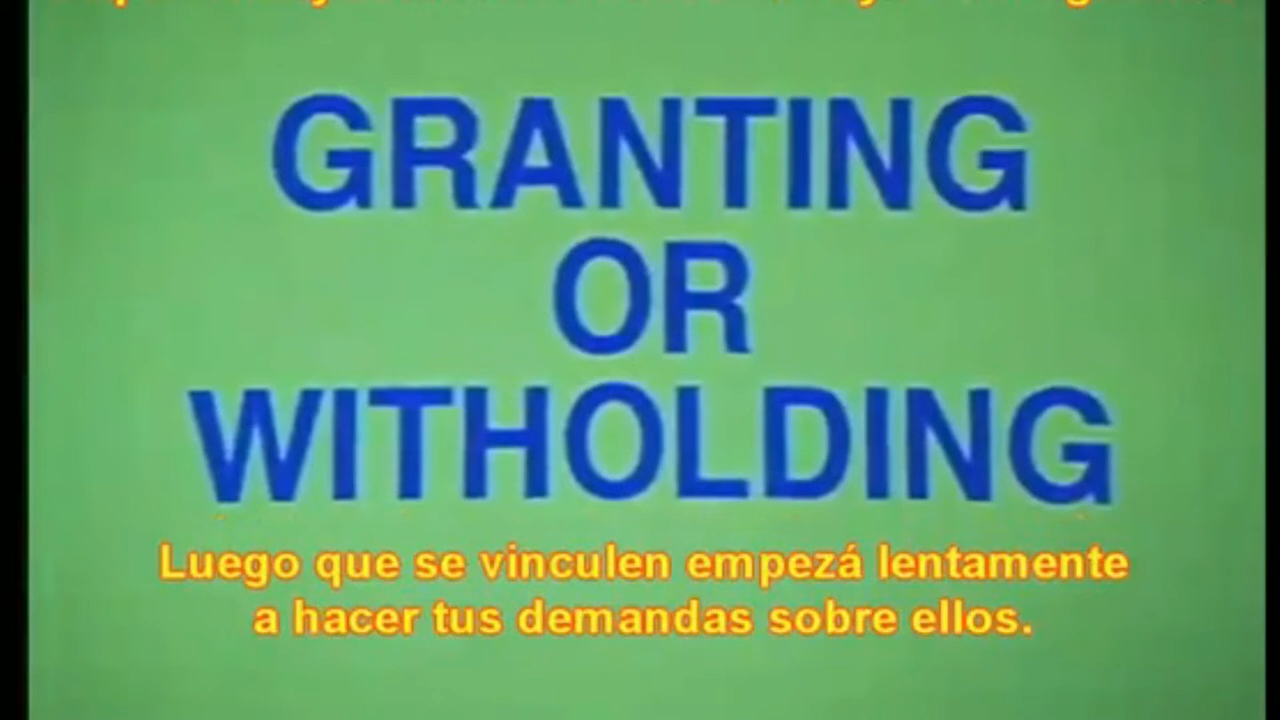 GRANTING
OR
WITHOLDING
Luego que se vinculen empezá lentamente
a hacer tus demandas sobre ellos.